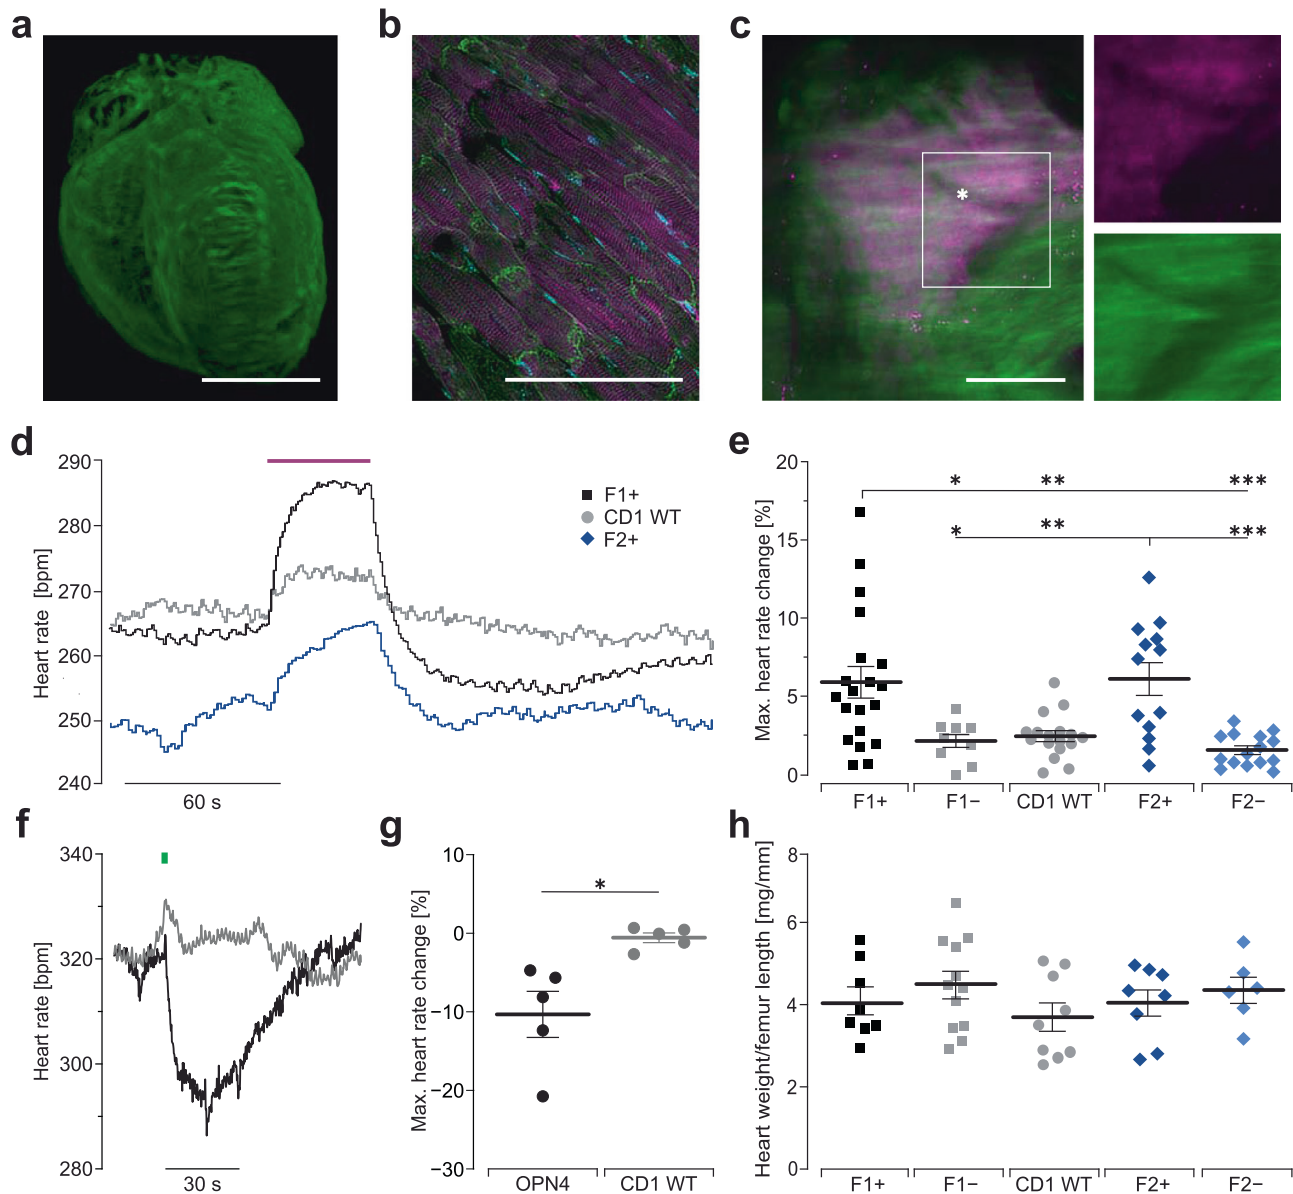 a
b
c
*
d
Heart rate [bpm]
290
280
270
260
250
240
F1+
CD1 WT
F2+
60 s
e
Max. heart rate change [%]
20
15
10
5
0
* ** ***
* ** ***
F1+ F1− CD1 WT F2+ F2−
f
Heart rate [bpm]
340
320
300
280
30 s
g
Max. heart rate change [%]
10
0
−10
−20
−30
*
OPN4 CD1 WT
h
Heart weight/femur length [mg/mm]
8
6
4
2
0
F1+ F1− CD1 WT F2+ F2−